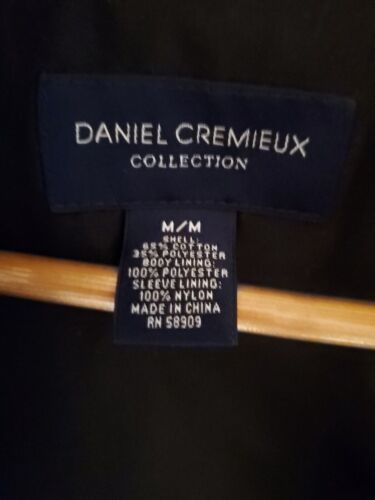 DANIEL CREMIEUX
COLLECTION
M/M
SHELL:
65% COTTON
35% POLYESTER
BODY LINING:
100% POLYESTER
SLEEVE LINING:
100% NYLON
MADE IN CHINA
RN 58909